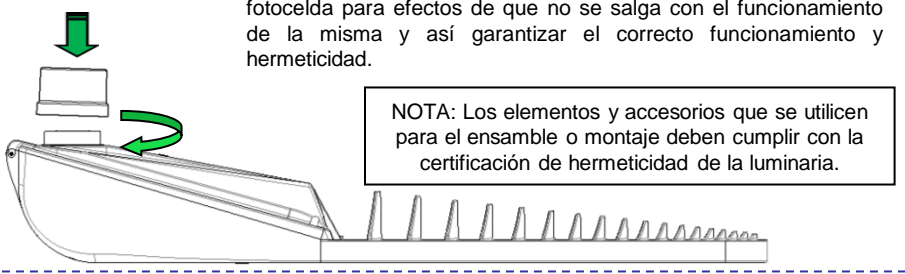 fotocelda para efectos de que no se salga con el funcionamiento
de la misma y así garantizar el correcto funcionamiento y
hermeticidad.
NOTA: Los elementos y accesorios que se utilicen
para el ensamble o montaje deben cumplir con la
certificación de hermeticidad de la luminaria.